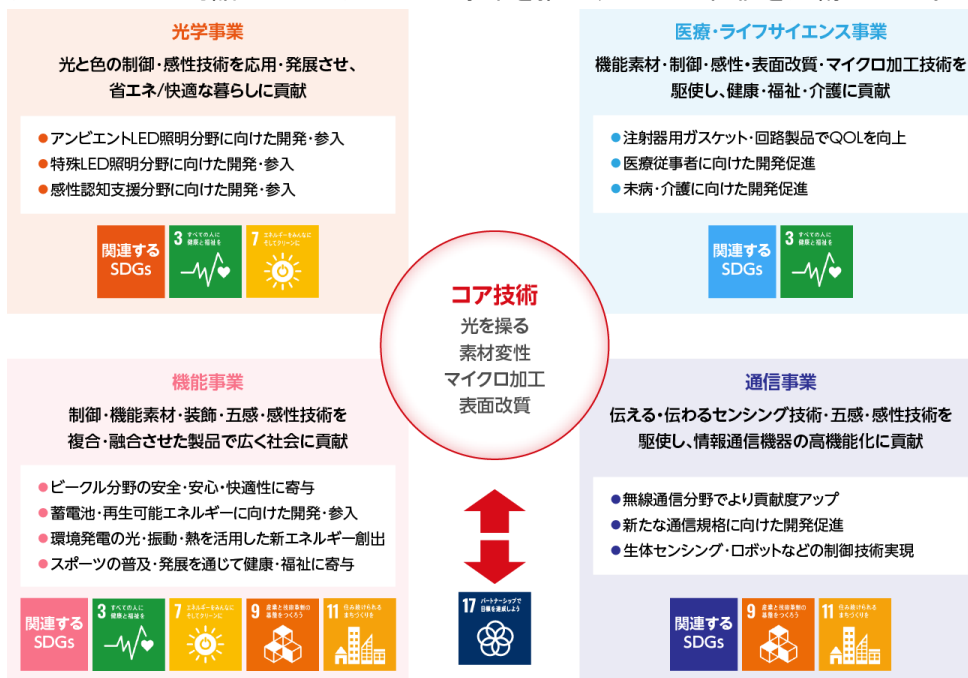 光学事業
光と色の制御・感性技術を応用・発展させ、
省エネ/快適な暮らしに貢献
●アンビエントLED照明分野に向けた開発・参入
●特殊LED照明分野に向けた開発・参入
●感性認知支援分野に向けた開発・参入
関連する
SDGs
3 すべての人に
健康と福祉を
7 エネルギーをみんなに
そしてクリーンに
医療・ライフサイエンス事業
機能素材・制御・感性・表面改質・マイクロ加工技術を
駆使し、健康・福祉・介護に貢献
●注射器用ガスケット・回路製品でQOLを向上
●医療従事者に向けた開発促進
●未病・介護に向けた開発促進
関連する
SDGs
3 すべての人に
健康と福祉を
コア技術
光を操る
素材変性
マイクロ加工
表面改質
機能事業
制御・機能素材・装飾・五感・感性技術を
複合・融合させた製品で広く社会に貢献
●ビークル分野の安全・安心・快適性に寄与
●蓄電池・再生可能エネルギーに向けた開発・参入
●環境発電の光・振動・熱を活用した新エネルギー創出
●スポーツの普及・発展を通じて健康・福祉に寄与
関連する
SDGs
3 すべての人に
健康と福祉を
7 エネルギーをみんなに
そしてクリーンに
9 産業と技術革新の
基盤をつくろう
11 住み続けられる
まちづくりを
17 パートナーシップで
目標を達成しよう
通信事業
伝える・伝わるセンシング技術・五感・感性技術を
駆使し、情報通信機器の高機能化に貢献
●無線通信分野でより貢献度アップ
●新たな通信規格に向けた開発促進
●生体センシング・ロボットなどの制御技術実現
関連する
SDGs
9 産業と技術革新の
基盤をつくろう
11 住み続けられる
まちづくりを